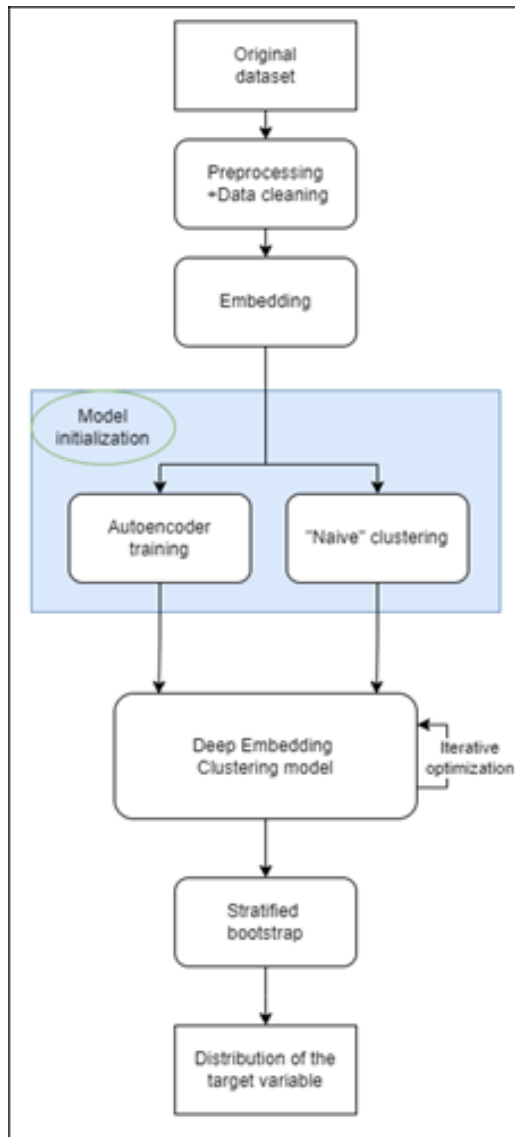 Original
dataset
Preprocessing
+Data cleaning
Embedding
Model
initialization
Autoencoder
training
"Naive" clustering
Deep Embedding
Clustering model
Iterative
optimization
Stratified
bootstrap
Distribution of the
target variable